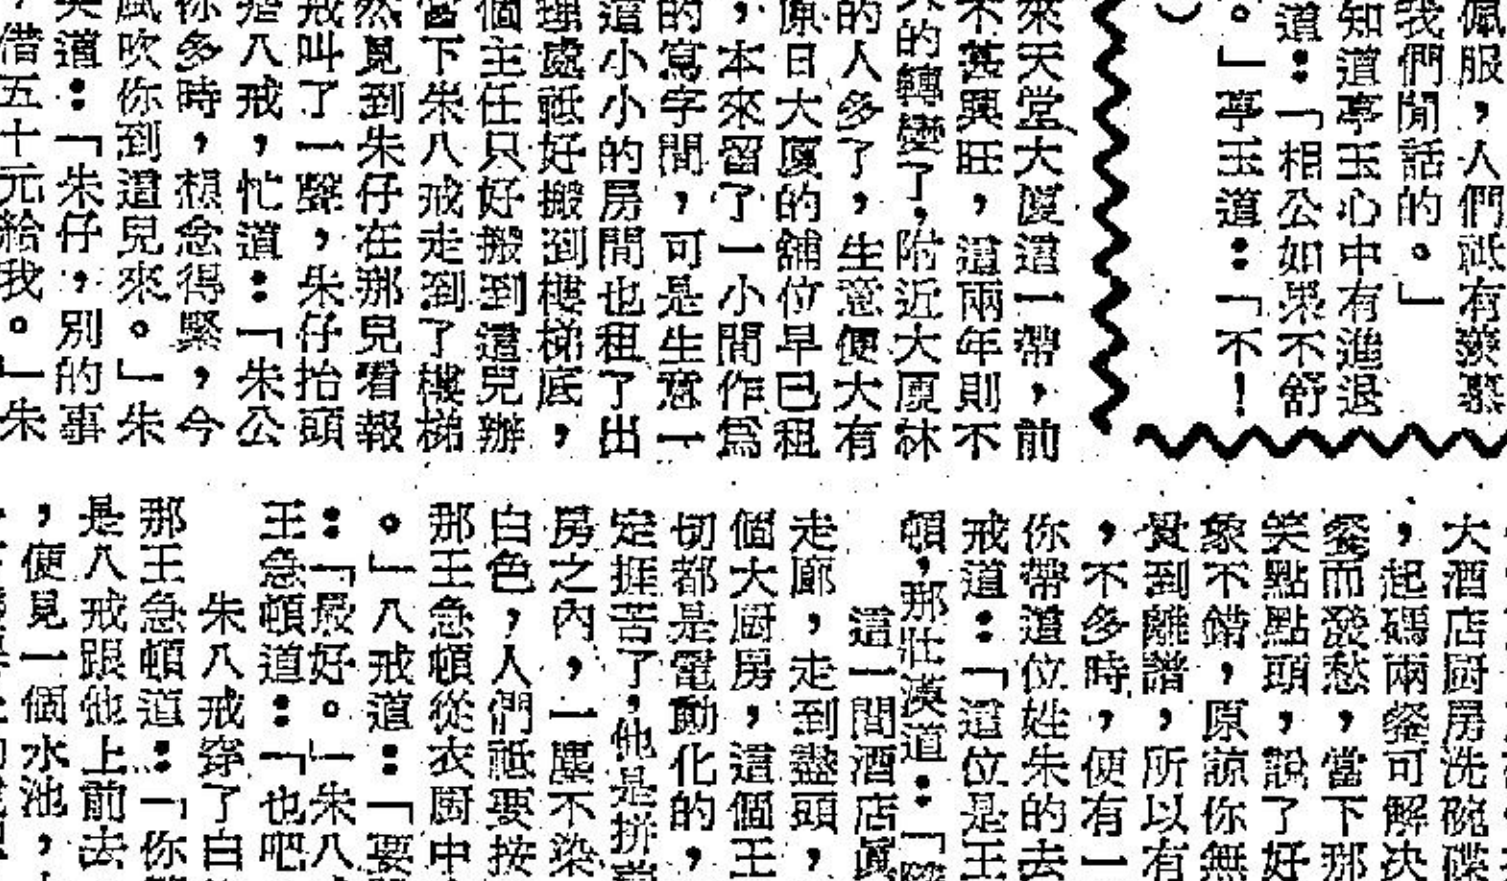 佩服，人們祗有羨慕
我們閒話的。」
知道亭玉心中有進退
道：「相公如果不舒
。」亭玉道：「不！
來天堂大廈這一帶，前
不甚興旺，這兩年則不
的轉變了，附近大廈林
的人多了，生意便大有
原日大廈的舖位早已租
，本來留了一小間作爲
的寫字間，可是生意一
這小小的房間也租了出
理處祗好搬到樓梯底，
個主任只好搬到這兒辦
當下朱八戒走到了樓梯
然見到朱仔在那兒看報
戒叫了一聲，朱仔抬頭
八戒，忙道：「朱公
你多時，想念得緊，今
風吹你到這兒來。」朱
笑道：「朱仔，別的事
，借五十元給我。」朱
大酒店厨房洗碗碟
，起碼兩餐可解决
餐而發愁，當下那
笑點點頭，說了好
象不錯，原諒你無
覺到離譜，所以有
，不多時，便有一
你帶這位姓朱的去
戒道：「這位是王
頓，那壯漢道：「
這一間酒店眞
走廊，走到盡頭，
個大厨房，這個王
切都是電動化的，
定捱苦了，他是拼
房之內，一塵不染
白色，人們祗要按
那王急頓從衣厨中
。」八戒道：「要
：「最好。」朱八
王急頓道：「也吧
朱八戒穿了白
那王急頓道：「你
是八戒跟他上前去
，便見一個水池，